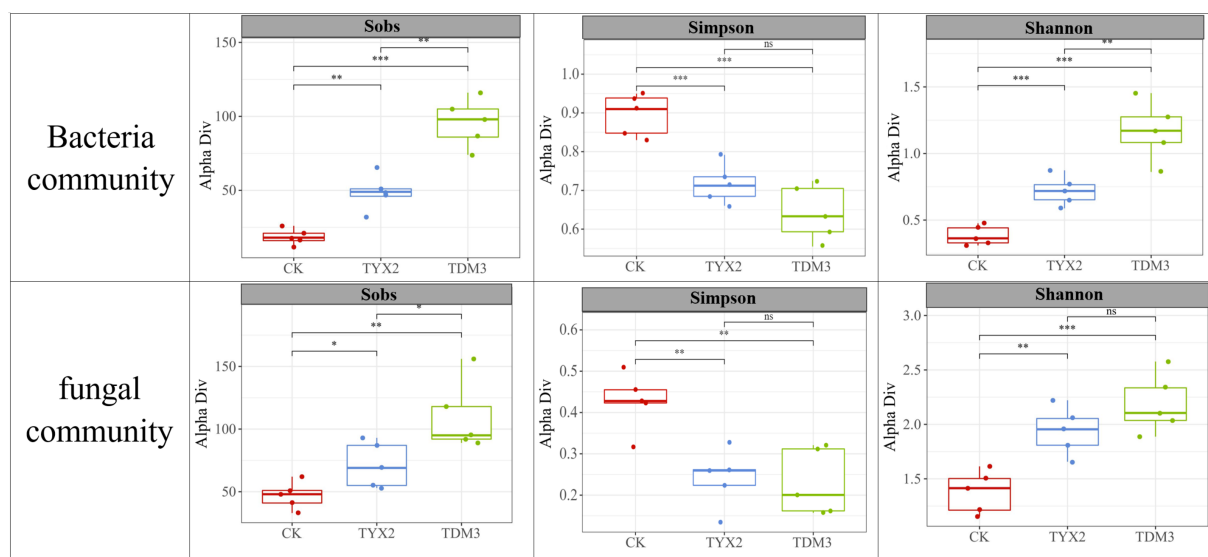 Bacteria
community
Sobs
Alpha Div
150
100
50
**
***
**
CK
TYX2
TDM3
Simpson
Alpha Div
1.0
0.9
0.8
0.7
0.6
ns
***
***
CK
TYX2
TDM3
Shannon
Alpha Div
1.5
1.0
0.5
**
***
***
CK
TYX2
TDM3
fungal
community
Sobs
Alpha Div
150
100
50
*
**
*
CK
TYX2
TDM3
Simpson
Alpha Div
0.6
0.5
0.4
0.3
0.2
ns
**
**
CK
TYX2
TDM3
Shannon
Alpha Div
3.0
2.5
2.0
1.5
ns
***
**
CK
TYX2
TDM3